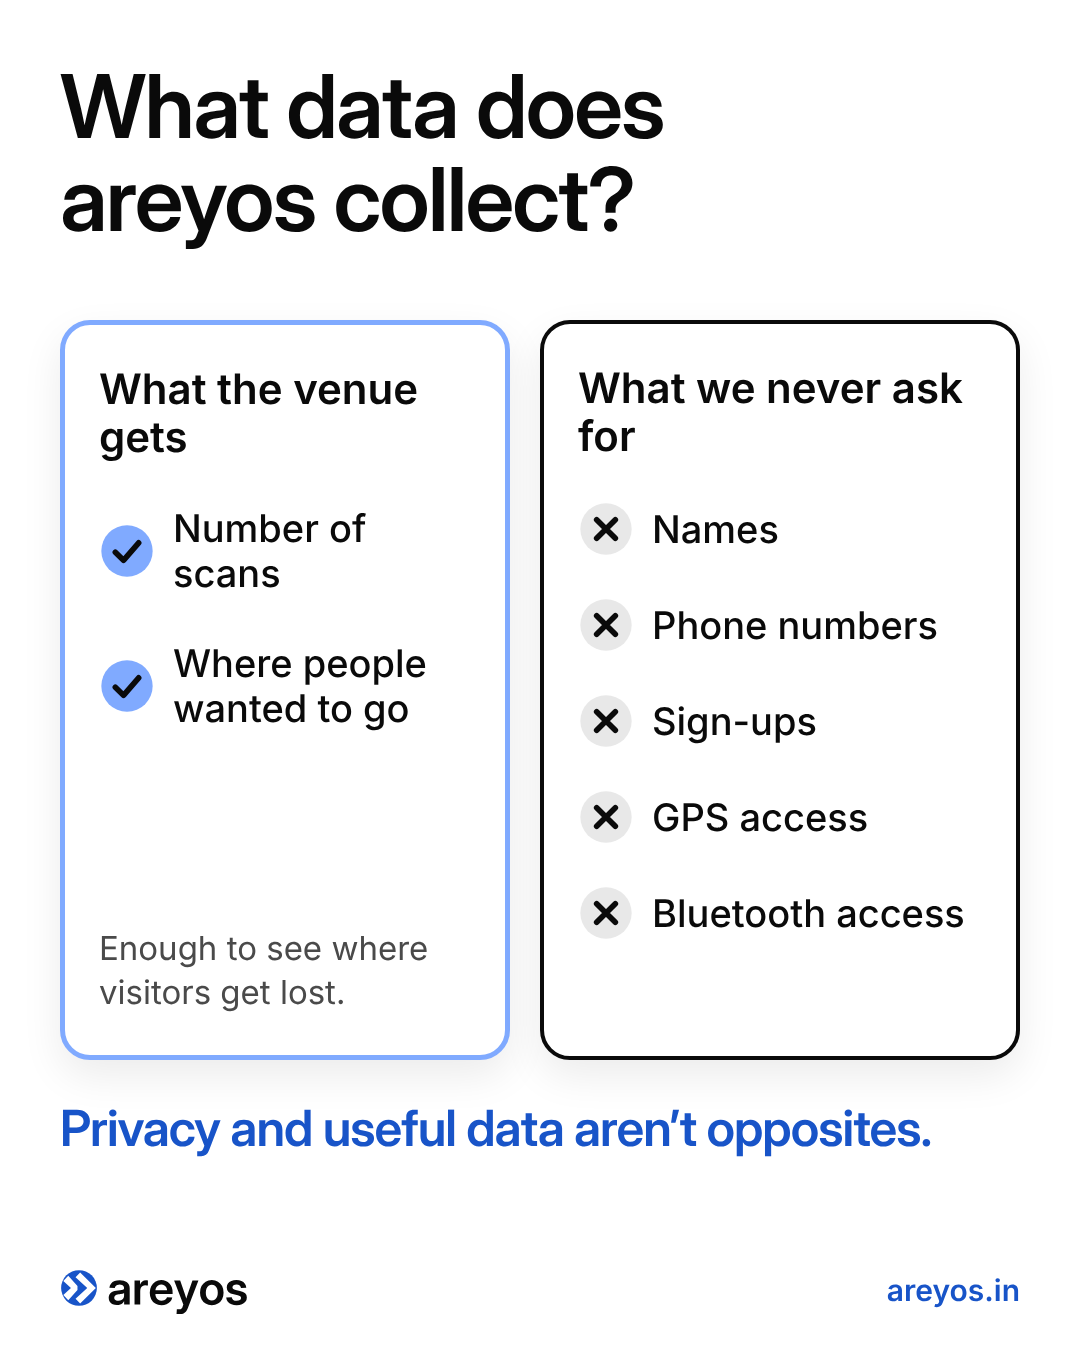 What data does
areyos collect?
What the venue
gets
Number of
scans
Where people
wanted to go
Enough to see where
visitors get lost.
What we never ask
for
Names
Phone numbers
Sign-ups
GPS access
Bluetooth access
Privacy and useful data aren’t opposites.
areyos
areyos.in